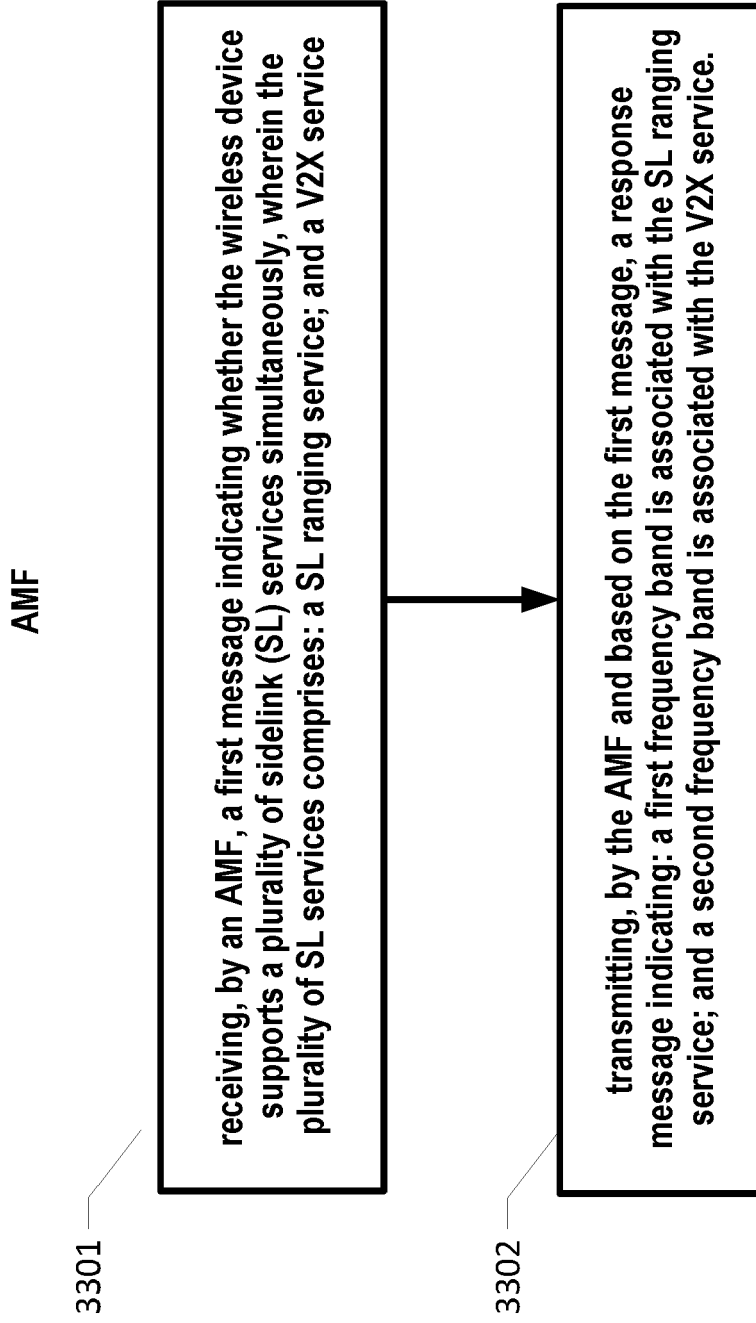 AMF
3301
receiving, by an AMF, a first message indicating whether the wireless device
supports a plurality of sidelink (SL) services simultaneously, wherein the
plurality of SL services comprises: a SL ranging service; and a V2X service
3302
transmitting, by the AMF and based on the first message, a response
message indicating: a first frequency band is associated with the SL ranging
service; and a second frequency band is associated with the V2X service.